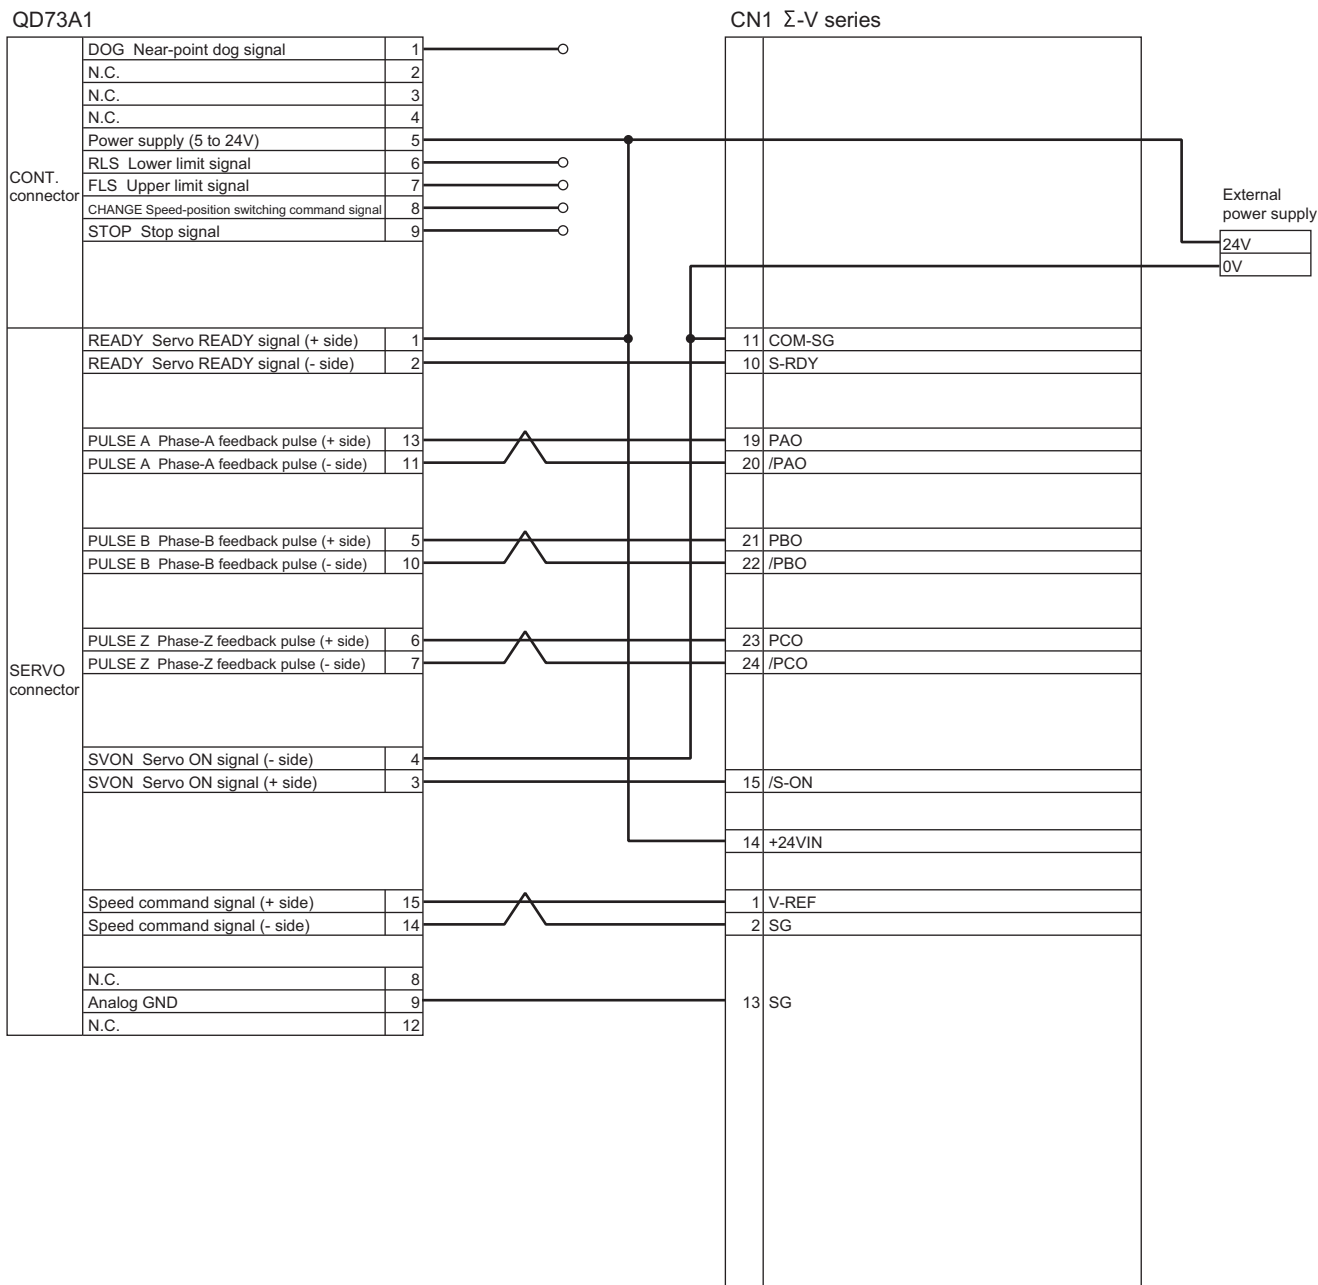 QD73A1
CN1 Σ-V series
DOG Near-point dog signal 1
N.C. 2
N.C. 3
N.C. 4
Power supply (5 to 24V) 5
RLS Lower limit signal 6
CONT.
connector
FLS Upper limit signal 7
CHANGE Speed-position switching command signal 8
STOP Stop signal 9
External
power supply
24V
0V
READY Servo READY signal (+ side) 1
11 COM-SG
READY Servo READY signal (- side) 2
10 S-RDY
PULSE A Phase-A feedback pulse (+ side) 13
19 PAO
PULSE A Phase-A feedback pulse (- side) 11
20 /PAO
PULSE B Phase-B feedback pulse (+ side) 5
21 PBO
PULSE B Phase-B feedback pulse (- side) 10
22 /PBO
PULSE Z Phase-Z feedback pulse (+ side) 6
23 PCO
PULSE Z Phase-Z feedback pulse (- side) 7
24 /PCO
SERVO
connector
SVON Servo ON signal (- side) 4
SVON Servo ON signal (+ side) 3
15 /S-ON
14 +24VIN
Speed command signal (+ side) 15
1 V-REF
Speed command signal (- side) 14
2 SG
N.C. 8
Analog GND 9
13 SG
N.C. 12